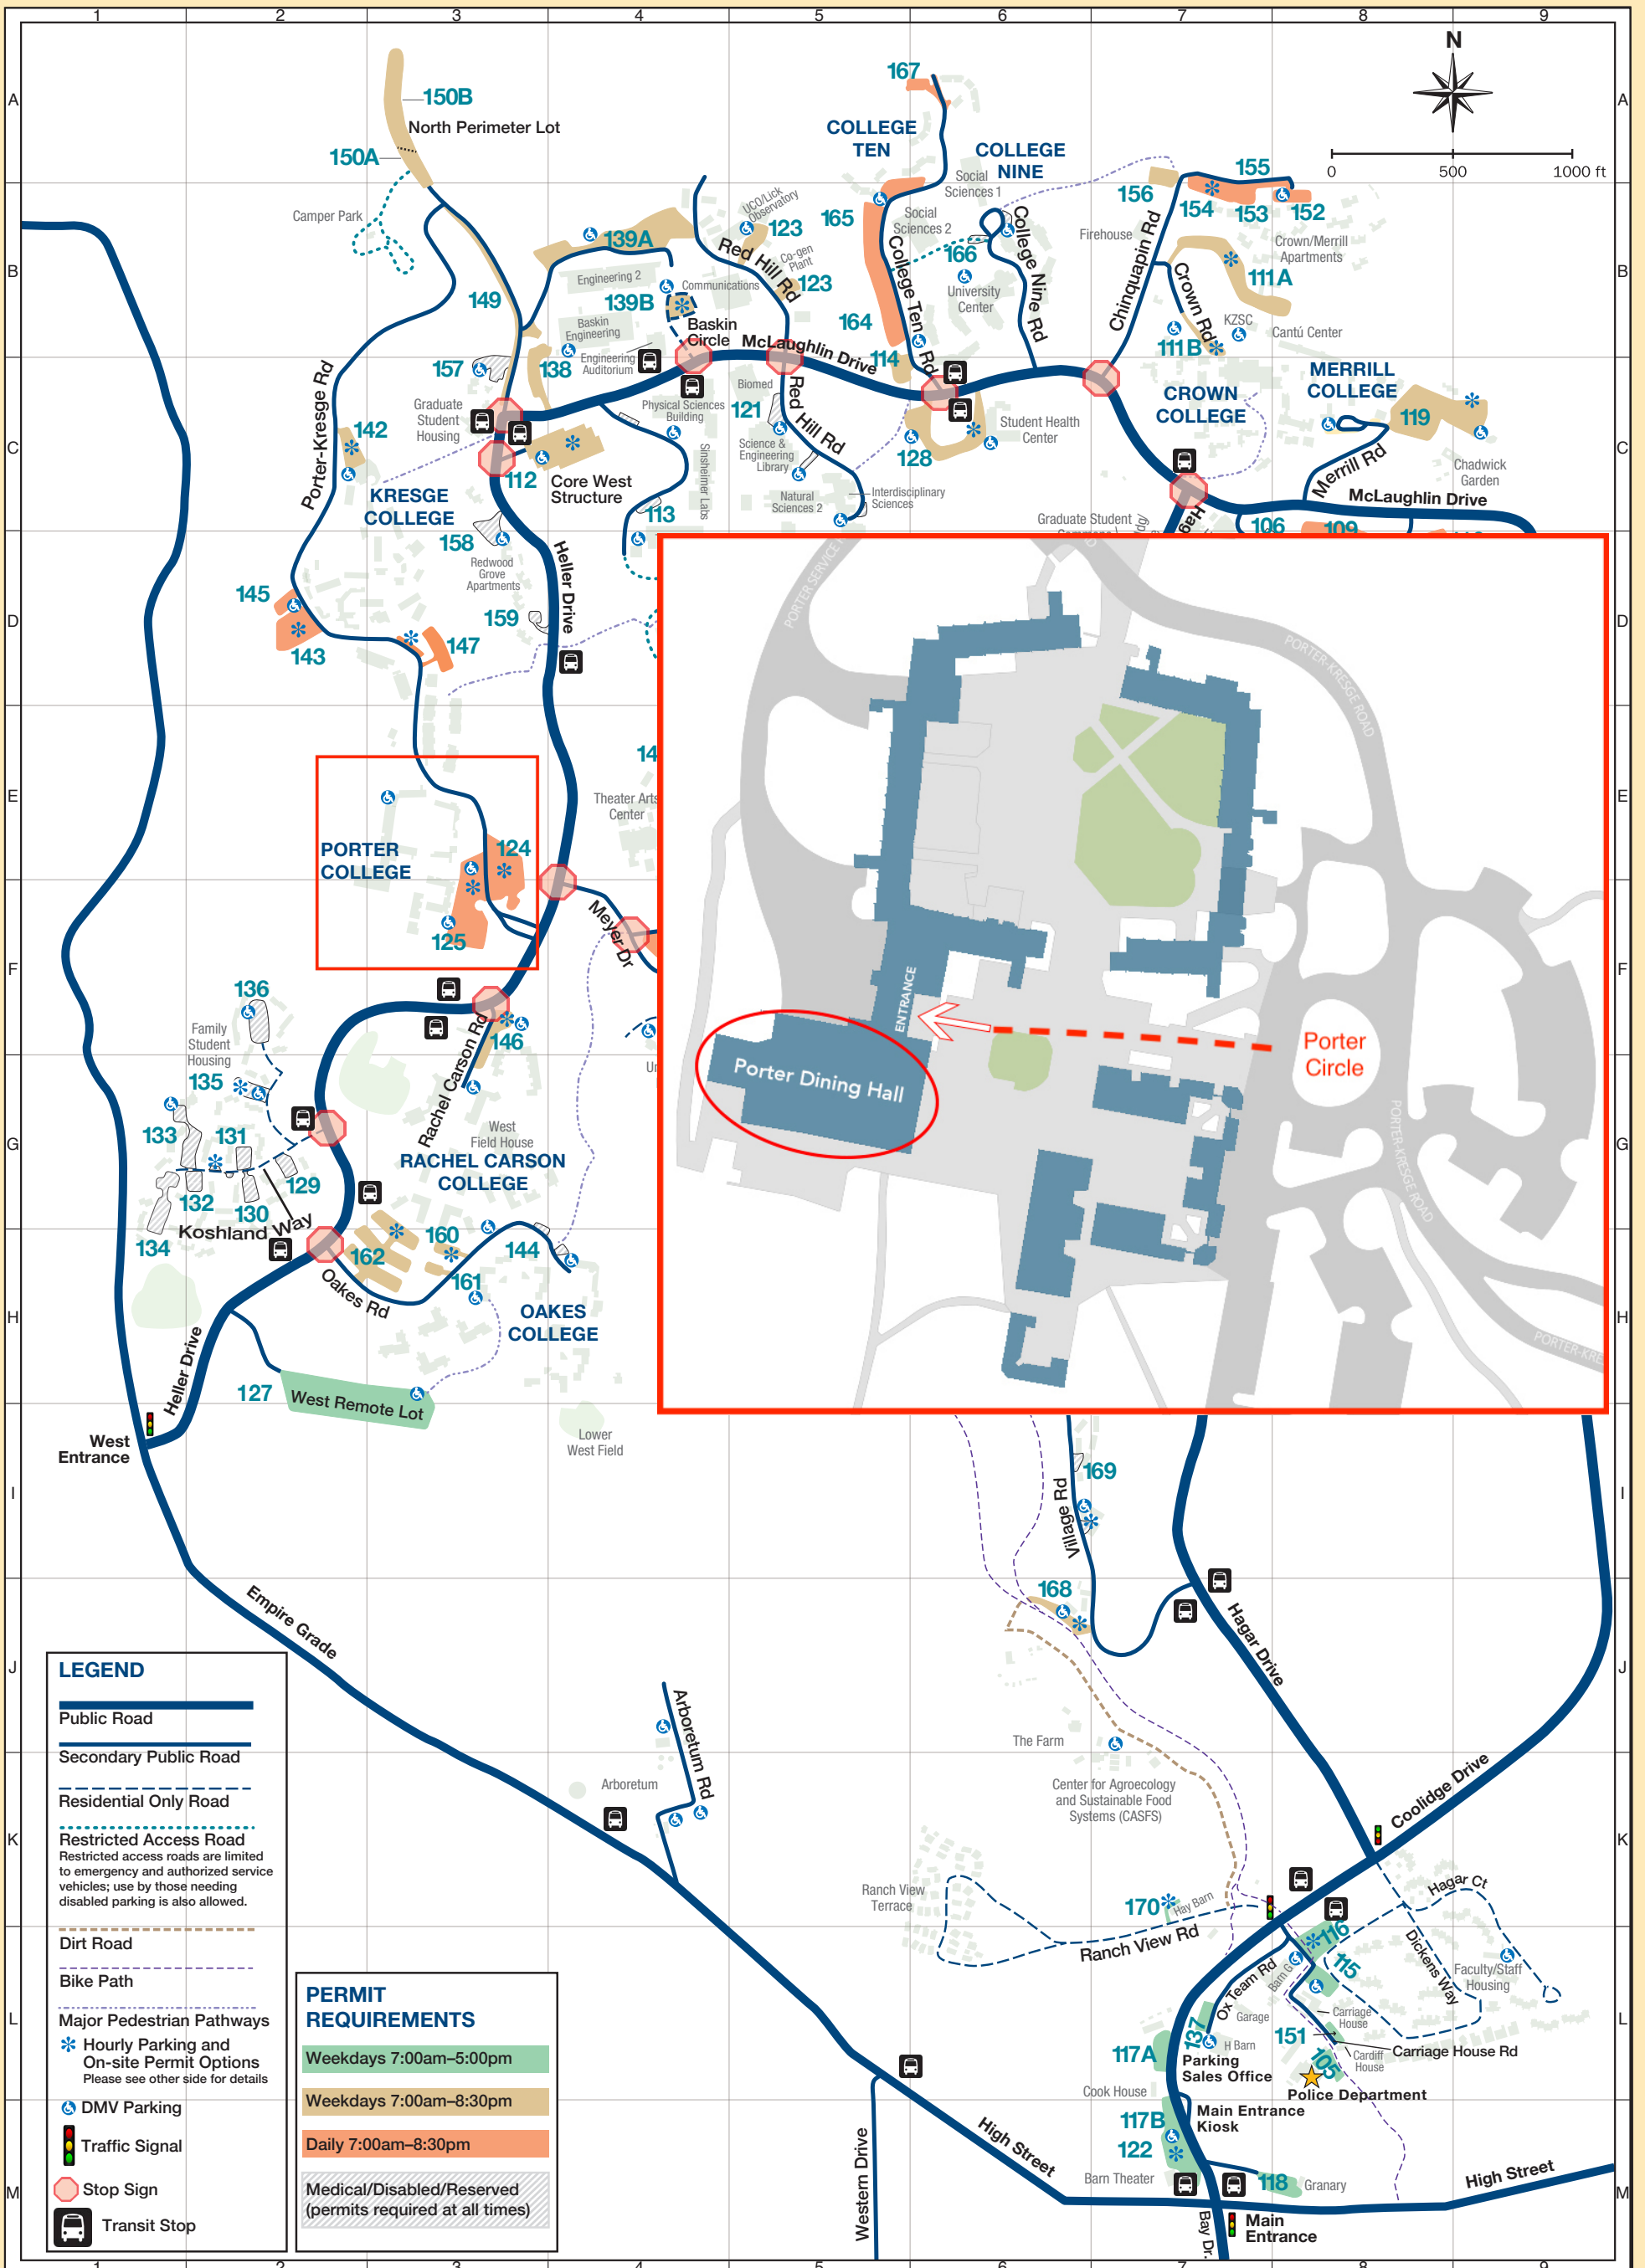 1 2 3 4 5 6 7 8 9
N
0 500 1000 ft
A A
150B
North Perimeter Lot
150A
Camper Park
167
COLLEGE
TEN
COLLEGE
NINE
Social
Sciences 1
156
155
154
153
152
B B
UCO/Lick
Observatory
123
165
Social
Sciences 2
166
139A
Red Hill Rd
Co-gen
Plant
123
College Ten Rd
College Nine Rd
Firehouse
Chinquapin Rd
Crown/Merrill
Apartments
111A
Crown Rd
149
Engineering 2
Communications
139B
University
Center
KZSC
Cantú Center
111B
Baskin
Engineering
Baskin
Circle
164
McLaughlin Drive
114
157
138
Engineering
Auditorium
Porter-Kresge Rd
Biomed
MERRILL
COLLEGE
CROWN
COLLEGE
119
C C
Graduate
Student
Housing
142
Physical Sciences
Building
121
Red Hill Rd
Science &
Engineering
Library
Student Health
Center
128
Merrill Rd
Chadwick
Garden
112
Core West
Structure
Sinsheimer Labs
KRESGE
COLLEGE
113
Natural
Sciences 2
Interdisciplinary
Sciences
McLaughlin Drive
158
Graduate Student
Hag
106
109
D D
Redwood
Grove
Apartments
Heller Drive
145
143
147
159
E E
14
Theater Arts
Center
PORTER
COLLEGE
124
125
Meyer Dr
F F
136
Family
Student
Housing
146
Rachel Carson Rd
135
Un
G G
133
131
132
130
129
134
Koshland Way
West
Field House
RACHEL CARSON
COLLEGE
162
160
161
144
Oakes Rd
OAKES
COLLEGE
H H
Heller Drive
127
West Remote Lot
West
Entrance
Lower
West Field
PORTER SERVICE
PORTER-KRESGE ROAD
ENTRANCE
Porter Dining Hall
Porter
Circle
PORTER-KRESGE ROAD
PORTER-KRE
I I
169
Village Rd
168
Empire Grade
Hagar Drive
J J
Arboretum Rd
The Farm
Arboretum
Center for Agroecology
and Sustainable Food
Systems (CASFS)
Coolidge Drive
K K
Ranch View
Terrace
170
Hay Barn
Hagar Ct
Ranch View Rd
116
115
Dickens Way
Faculty/Staff
Housing
Ox Team Rd
Barn G
L L
Garage
Carriage
House
151
137
H Barn
117A
Parking
Sales Office
105
Cardiff
House
Carriage House Rd
Police Department
Cook House
Main Entrance
Kiosk
117B
122
Barn Theater
118
Granary
High Street
High Street
Western Drive
M M
Bay Dr.
Main
Entrance
LEGEND
Public Road
Secondary Public Road
Residential Only Road
Restricted Access Road
Restricted access roads are limited
to emergency and authorized service
vehicles; use by those needing
disabled parking is also allowed.
Dirt Road
Bike Path
Major Pedestrian Pathways
Hourly Parking and
On-site Permit Options
Please see other side for details
DMV Parking
Traffic Signal
Stop Sign
Transit Stop
PERMIT
REQUIREMENTS
Weekdays 7:00am–5:00pm
Weekdays 7:00am–8:30pm
Daily 7:00am–8:30pm
Medical/Disabled/Reserved
(permits required at all times)